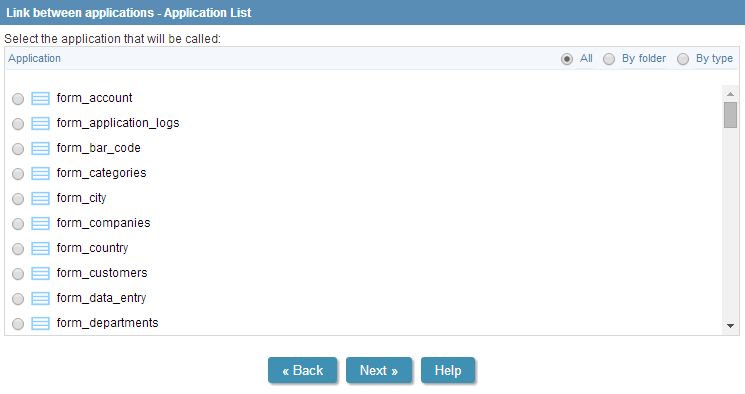 Link between applications - Application List
Select the application that will be called:
Application All By folder By type
form_account
form_application_logs
form_bar_code
form_categories
form_city
form_companies
form_country
form_customers
form_data_entry
form_departments
« Back Next » Help